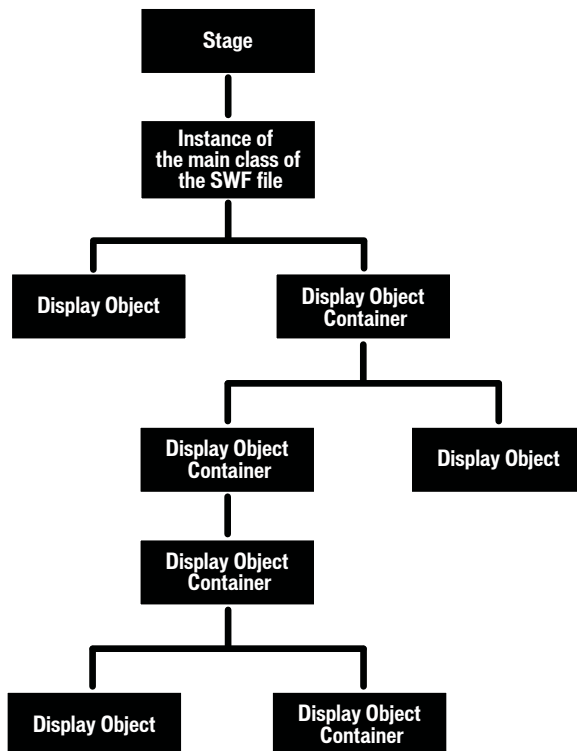 Stage
Instance of
the main class of
the SWF file
Display Object
Display Object
Container
Display Object
Container
Display Object
Display Object
Container
Display Object
Display Object
Container